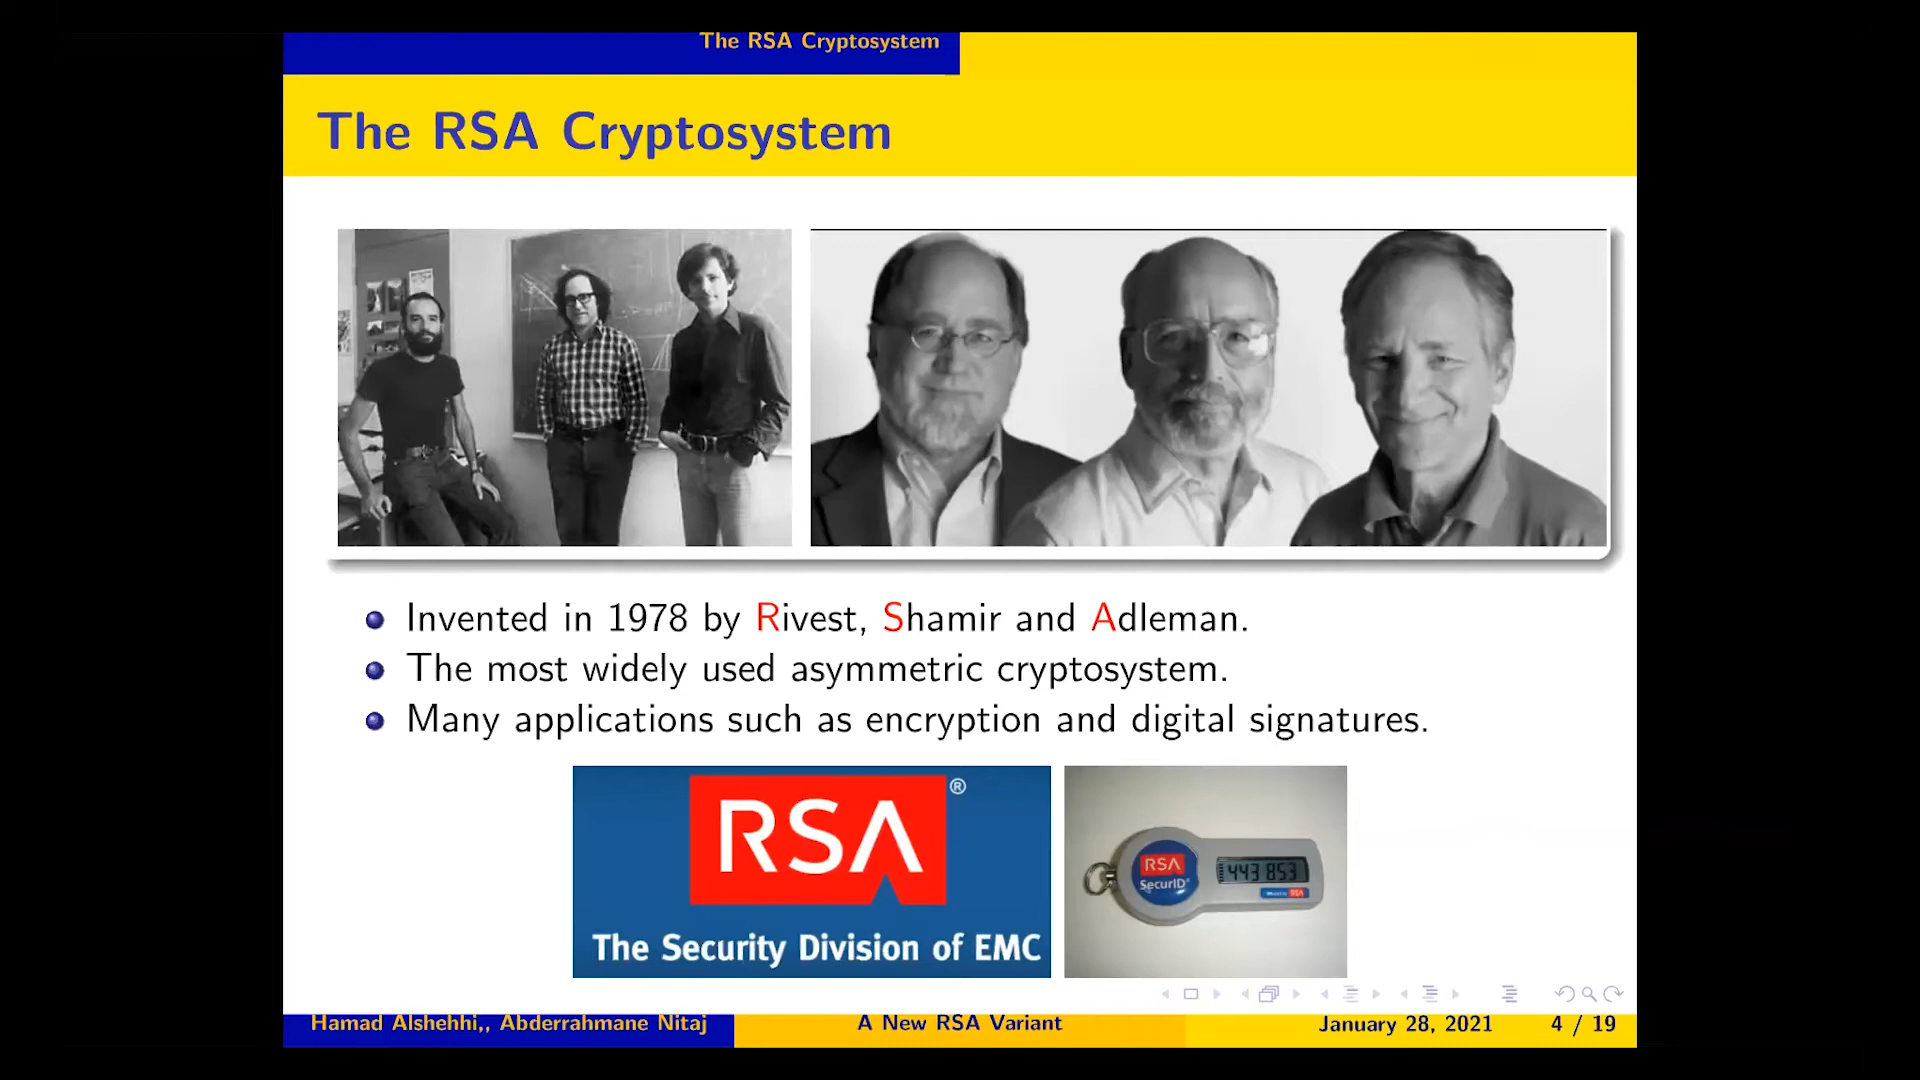 The RSA Cryptosystem
The RSA Cryptosystem
Invented in 1978 by Rivest, Shamir and Adleman.
The most widely used asymmetric cryptosystem.
Many applications such as encryption and digital signatures.
RSA®
The Security Division of EMC
RSA
SecurID®
443 853
RSA
Hamad Alshehhi,, Abderrahmane Nitaj
A New RSA Variant
January 28, 2021
4 / 19